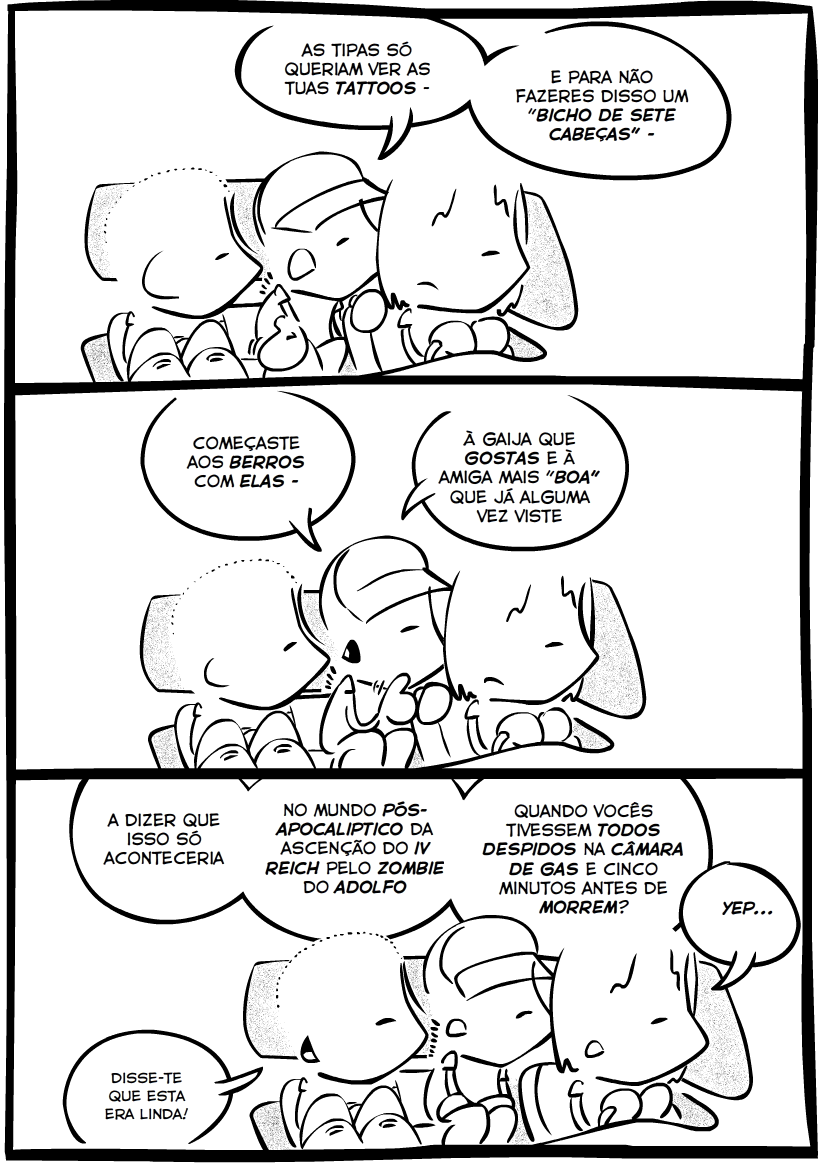 AS TIPAS SÓ
QUERIAM VER AS
TUAS TATTOOS -
E PARA NÃO
FAZERES DISSO UM
"BICHO DE SETE
CABEÇAS" -
COMEÇASTE
AOS BERROS
COM ELAS -
À GAIJA QUE
GOSTAS E À
AMIGA MAIS "BOA"
QUE JÁ ALGUMA
VEZ VISTE
A DIZER QUE
ISSO SÓ
ACONTECERIA
NO MUNDO PÓS-
APOCALIPTICO DA
ASCENÇÃO DO IV
REICH PELO ZOMBIE
DO ADOLFO
QUANDO VOCÊS
TIVESSEM TODOS
DESPIDOS NA CÂMARA
DE GAS E CINCO
MINUTOS ANTES DE
MORREM?
YEP...
DISSE-TE
QUE ESTA
ERA LINDA!